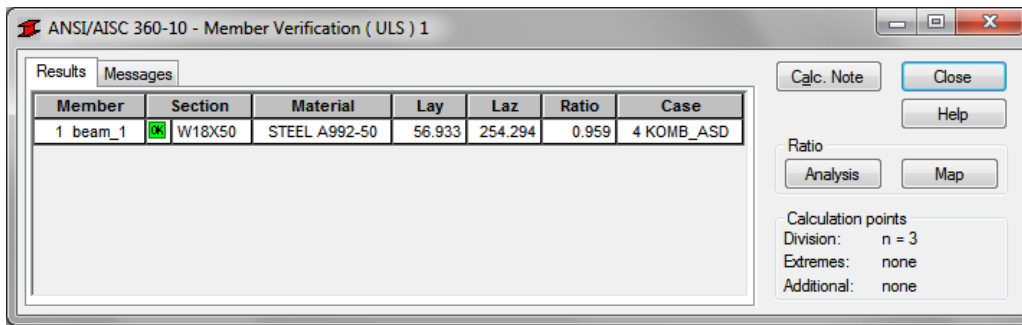 ANSI/AISC 360-10 - Member Verification ( ULS ) 1
Results Messages
Member Section Material Lay Laz Ratio Case
1 beam_1 OK W18X50 STEEL A992-50 56.933 254.294 0.959 4 KOMB_ASD
Calc. Note Close
Help
Ratio
Analysis Map
Calculation points
Division: n = 3
Extremes: none
Additional: none